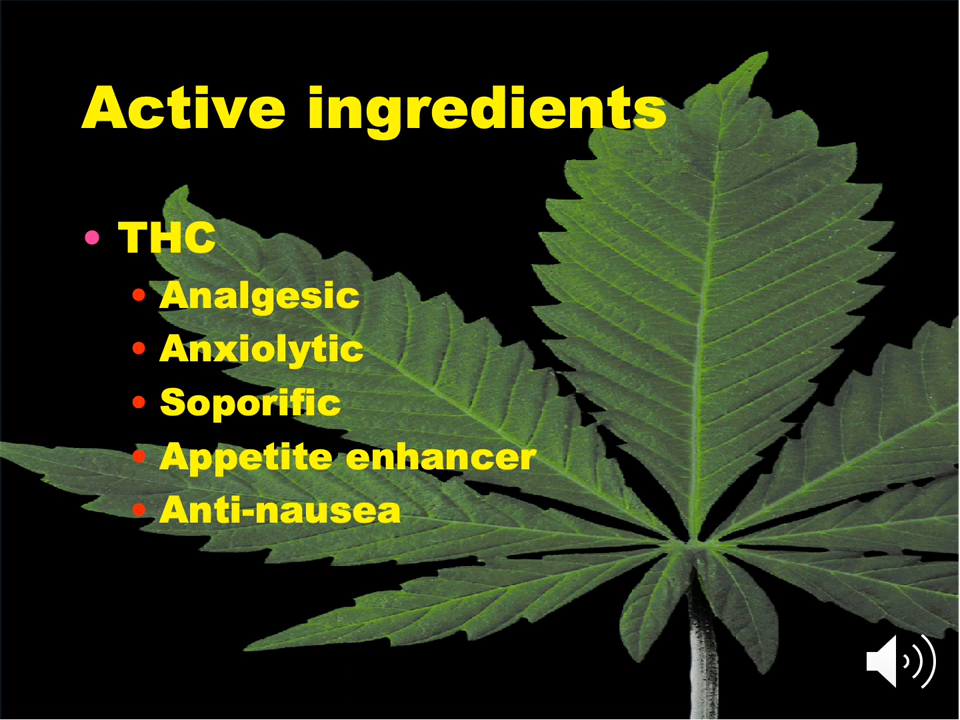 Active ingredients
• THC
• Analgesic
• Anxiolytic
• Soporific
• Appetite enhancer
• Anti-nausea